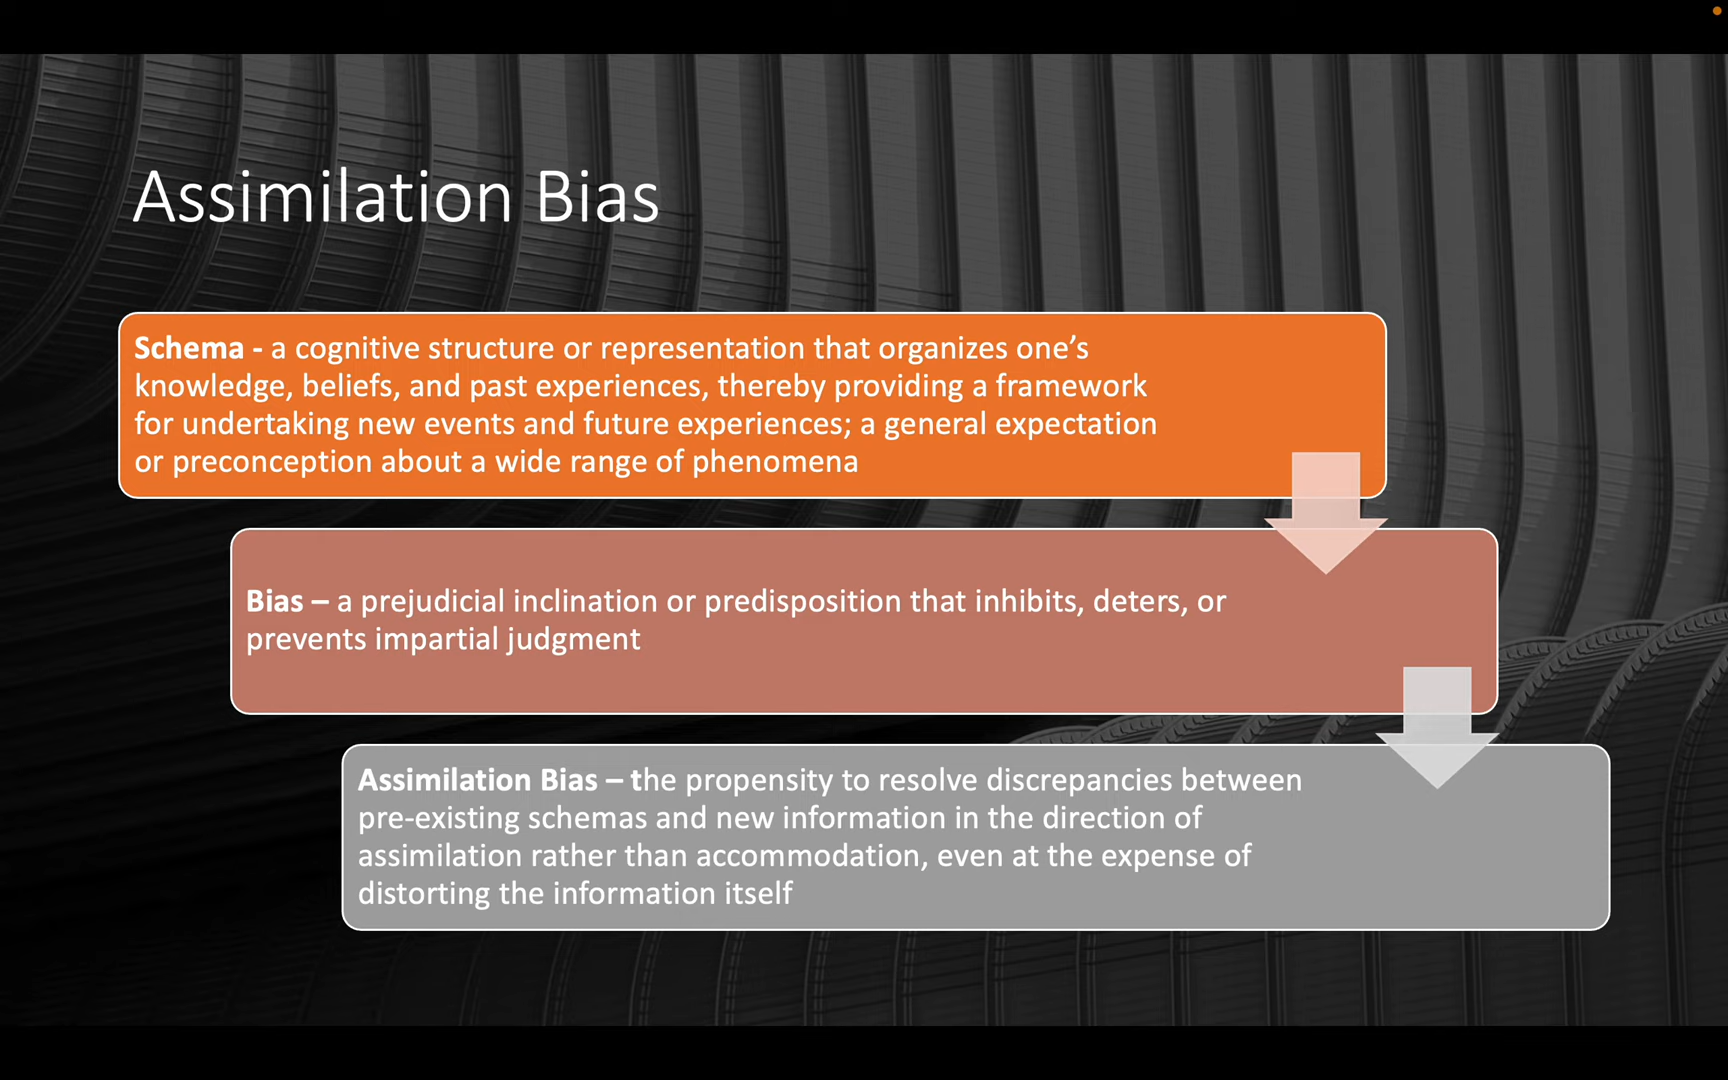 Assimilation Bias
Schema - a cognitive structure or representation that organizes one’s
knowledge, beliefs, and past experiences, thereby providing a framework
for undertaking new events and future experiences; a general expectation
or preconception about a wide range of phenomena
Bias – a prejudicial inclination or predisposition that inhibits, deters, or
prevents impartial judgment
Assimilation Bias – the propensity to resolve discrepancies between
pre-existing schemas and new information in the direction of
assimilation rather than accommodation, even at the expense of
distorting the information itself